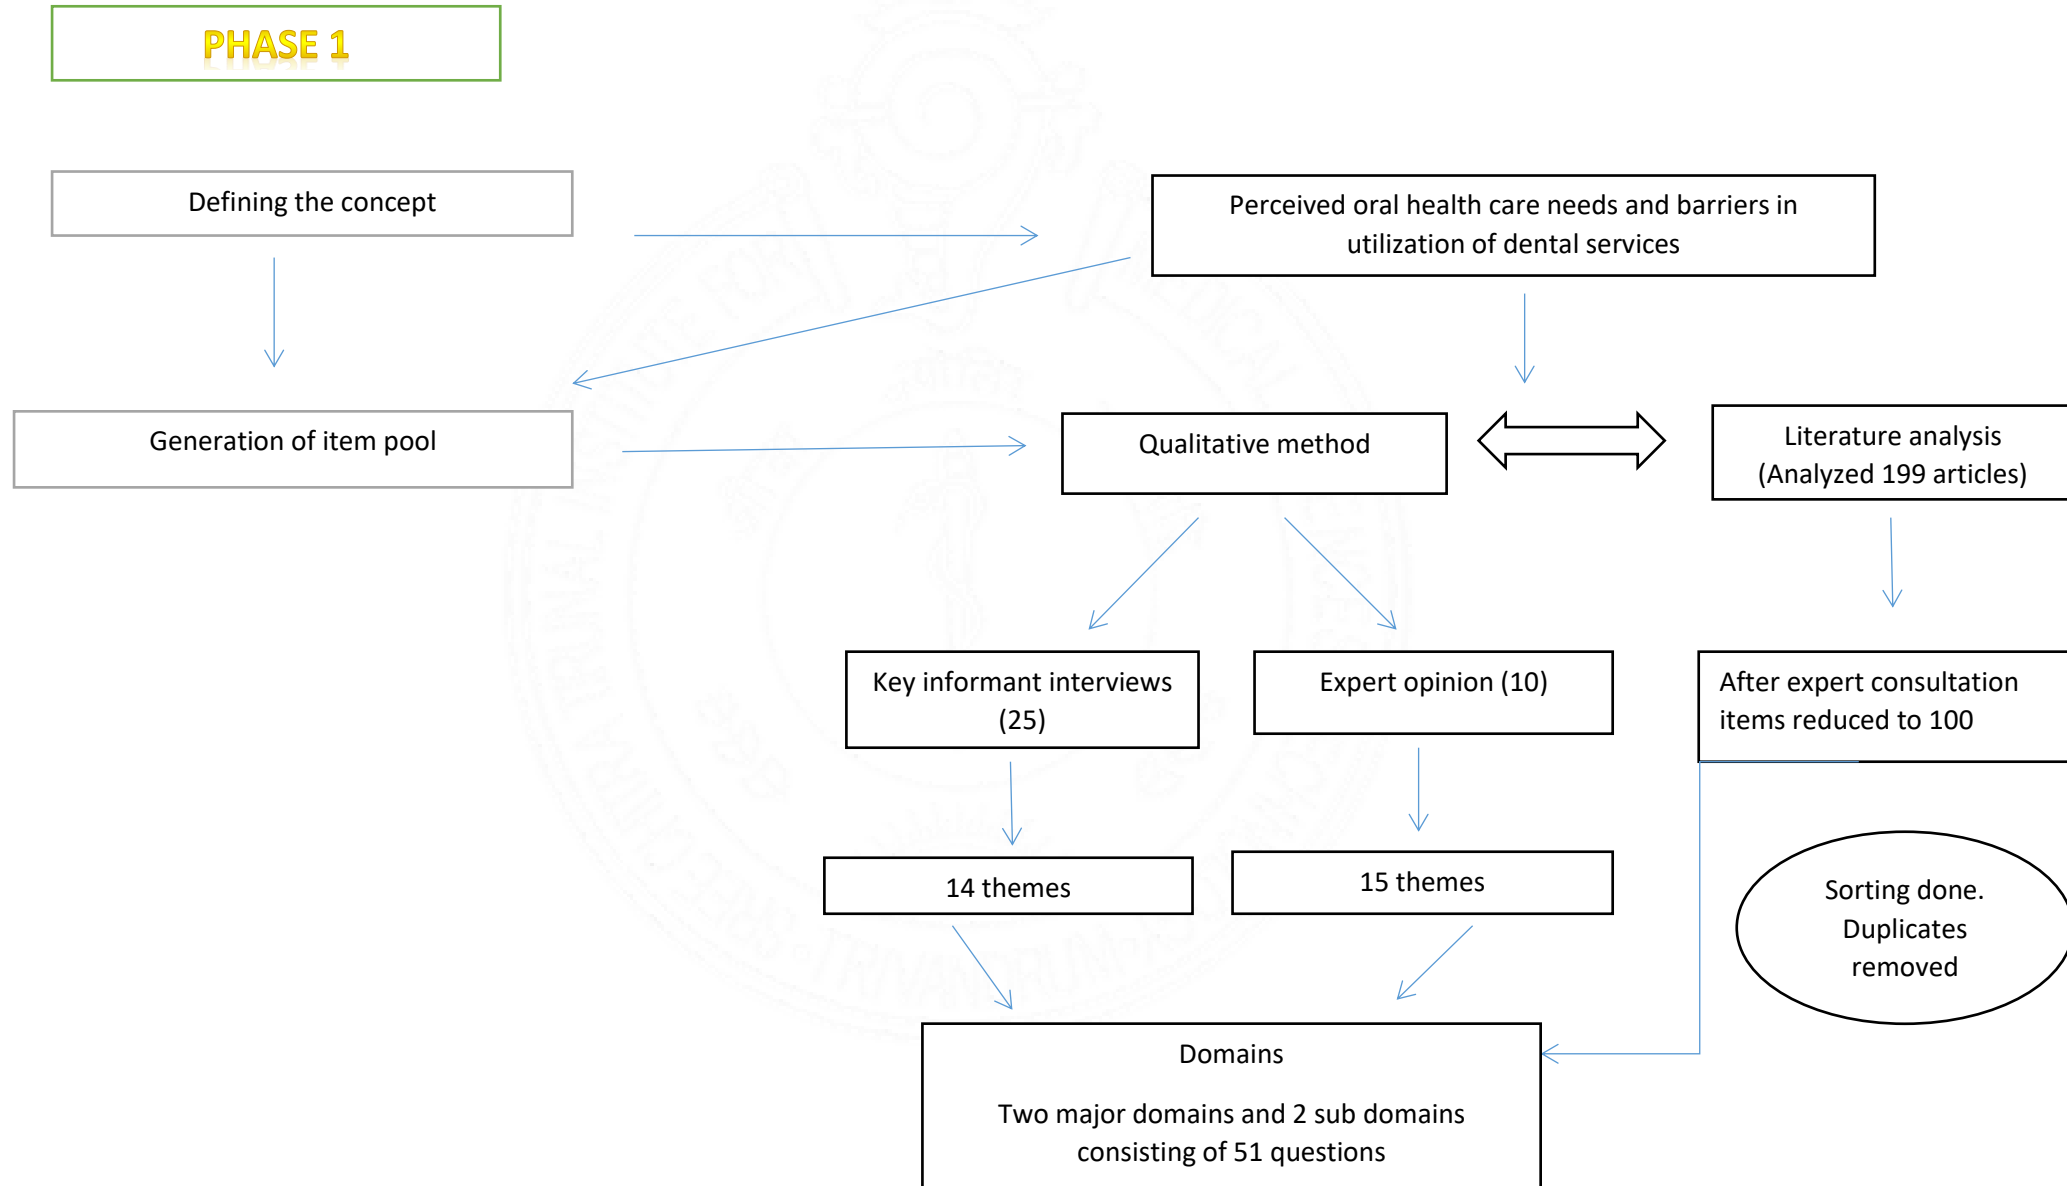 PHASE 1
Defining the concept
Perceived oral health care needs and barriers in
utilization of dental services
Generation of item pool
Qualitative method
Literature analysis
(Analyzed 199 articles)
Key informant interviews
(25)
Expert opinion (10)
After expert consultation
items reduced to 100
14 themes
15 themes
Sorting done.
Duplicates
removed
Domains
Two major domains and 2 sub domains
consisting of 51 questions